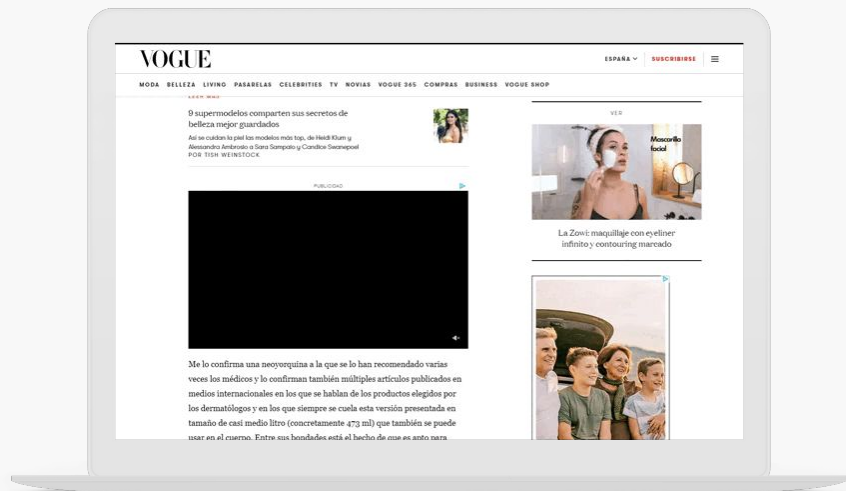 VOGUE
ESPAÑA
SUSCRIBIRSE
MODA BELLEZA LIVING PASARELAS CELEBRITIES TV NOVIAS VOGUE 365 COMPRAS BUSINESS VOGUE SHOP
LEER MÁS
9 supermodelos comparten sus secretos de
belleza mejor guardados
Así se cuidan la piel las modelos más top, de Heidi Klum y
Alessandra Ambrosio a Sara Sampaio y Candice Swanepoel
POR TISH WEINSTOCK
PUBLICIDAD
Me lo confirma una neoyorquina a la que se lo han recomendado varias
veces los médicos y lo confirman también múltiples artículos publicados en
medios internacionales en los que se hablan de los productos elegidos por
los dermatólogos y en los que siempre se cuela esta versión presentada en
tamaño de casi medio litro (concretamente 473 ml) que también se puede
usar en el cuerpo. Entre sus bondades está el hecho de que es apto para
VER
Mascarilla
facial
La Zowi: maquillaje con eyeliner
infinito y contouring marcado